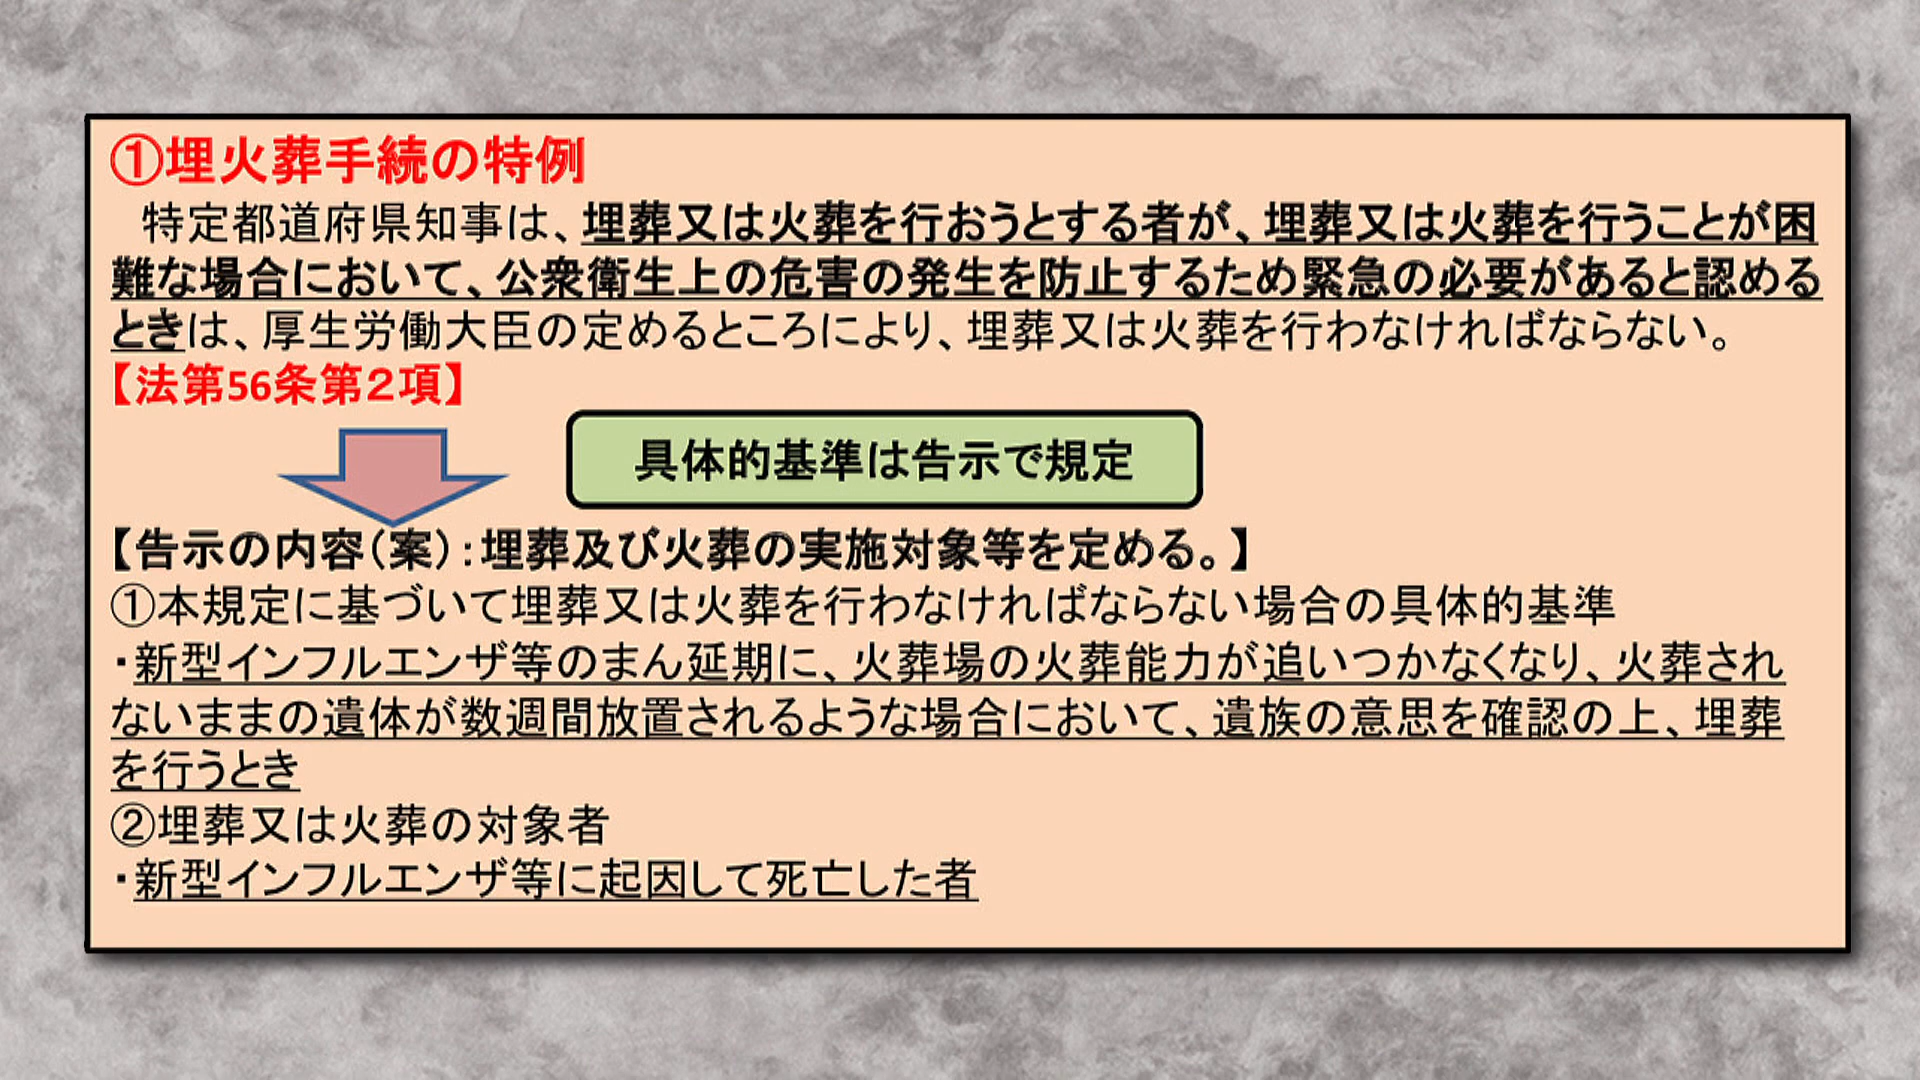 ①埋火葬手続の特例
特定都道府県知事は、埋葬又は火葬を行おうとする者が、埋葬又は火葬を行うことが困
難な場合において、公衆衛生上の危害の発生を防止するため緊急の必要があると認める
ときは、厚生労働大臣の定めるところにより、埋葬又は火葬を行わなければならない。
【法第56条第２項】
具体的基準は告示で規定
【告示の内容（案）：埋葬及び火葬の実施対象等を定める。】
①本規定に基づいて埋葬又は火葬を行わなければならない場合の具体的基準
・新型インフルエンザ等のまん延期に、火葬場の火葬能力が追いつかなくなり、火葬され
ないままの遺体が数週間放置されるような場合において、遺族の意思を確認の上、埋葬
を行うとき
②埋葬又は火葬の対象者
・新型インフルエンザ等に起因して死亡した者